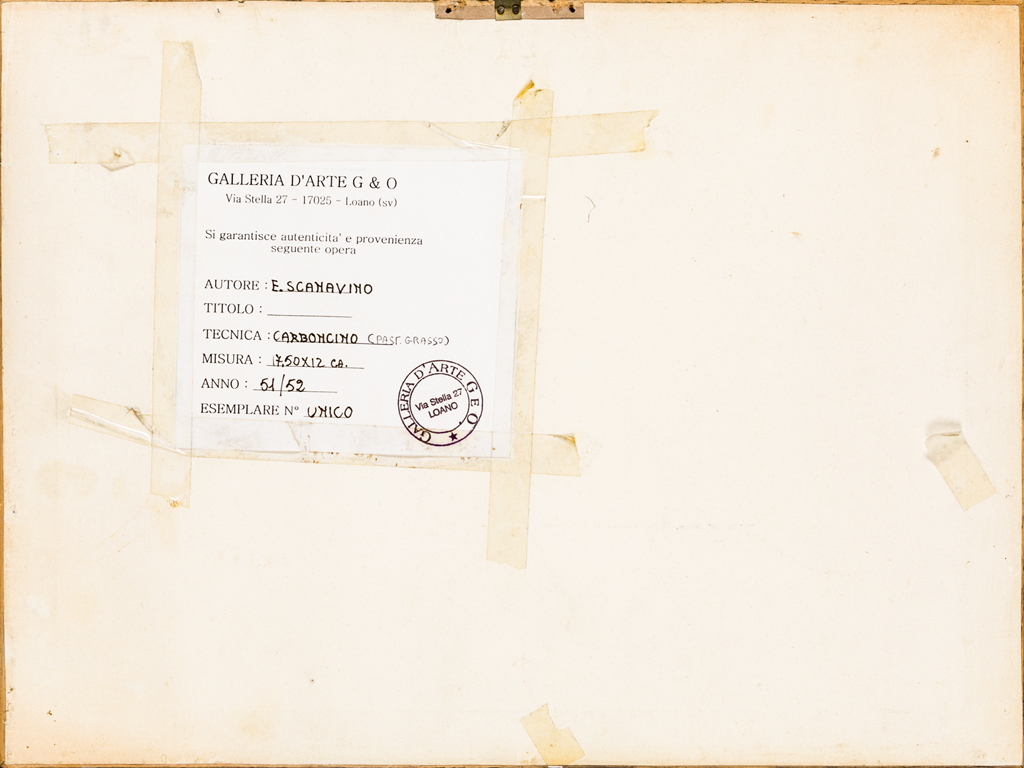 GALLERIA D'ARTE G & O
Via Stella 27 - 17025 - Loano (sv)
Si garantisce autenticita' e provenienza
seguente opera
AUTORE : E. SCANAVINO
TITOLO :
TECNICA : CARBONCINO (PAST. GRASSO)
MISURA : 17,50X12 CA.
ANNO : 51/52
ESEMPLARE N° UNICO
GALLERIA D'ARTE G E O
Via Stella 27
LOANO